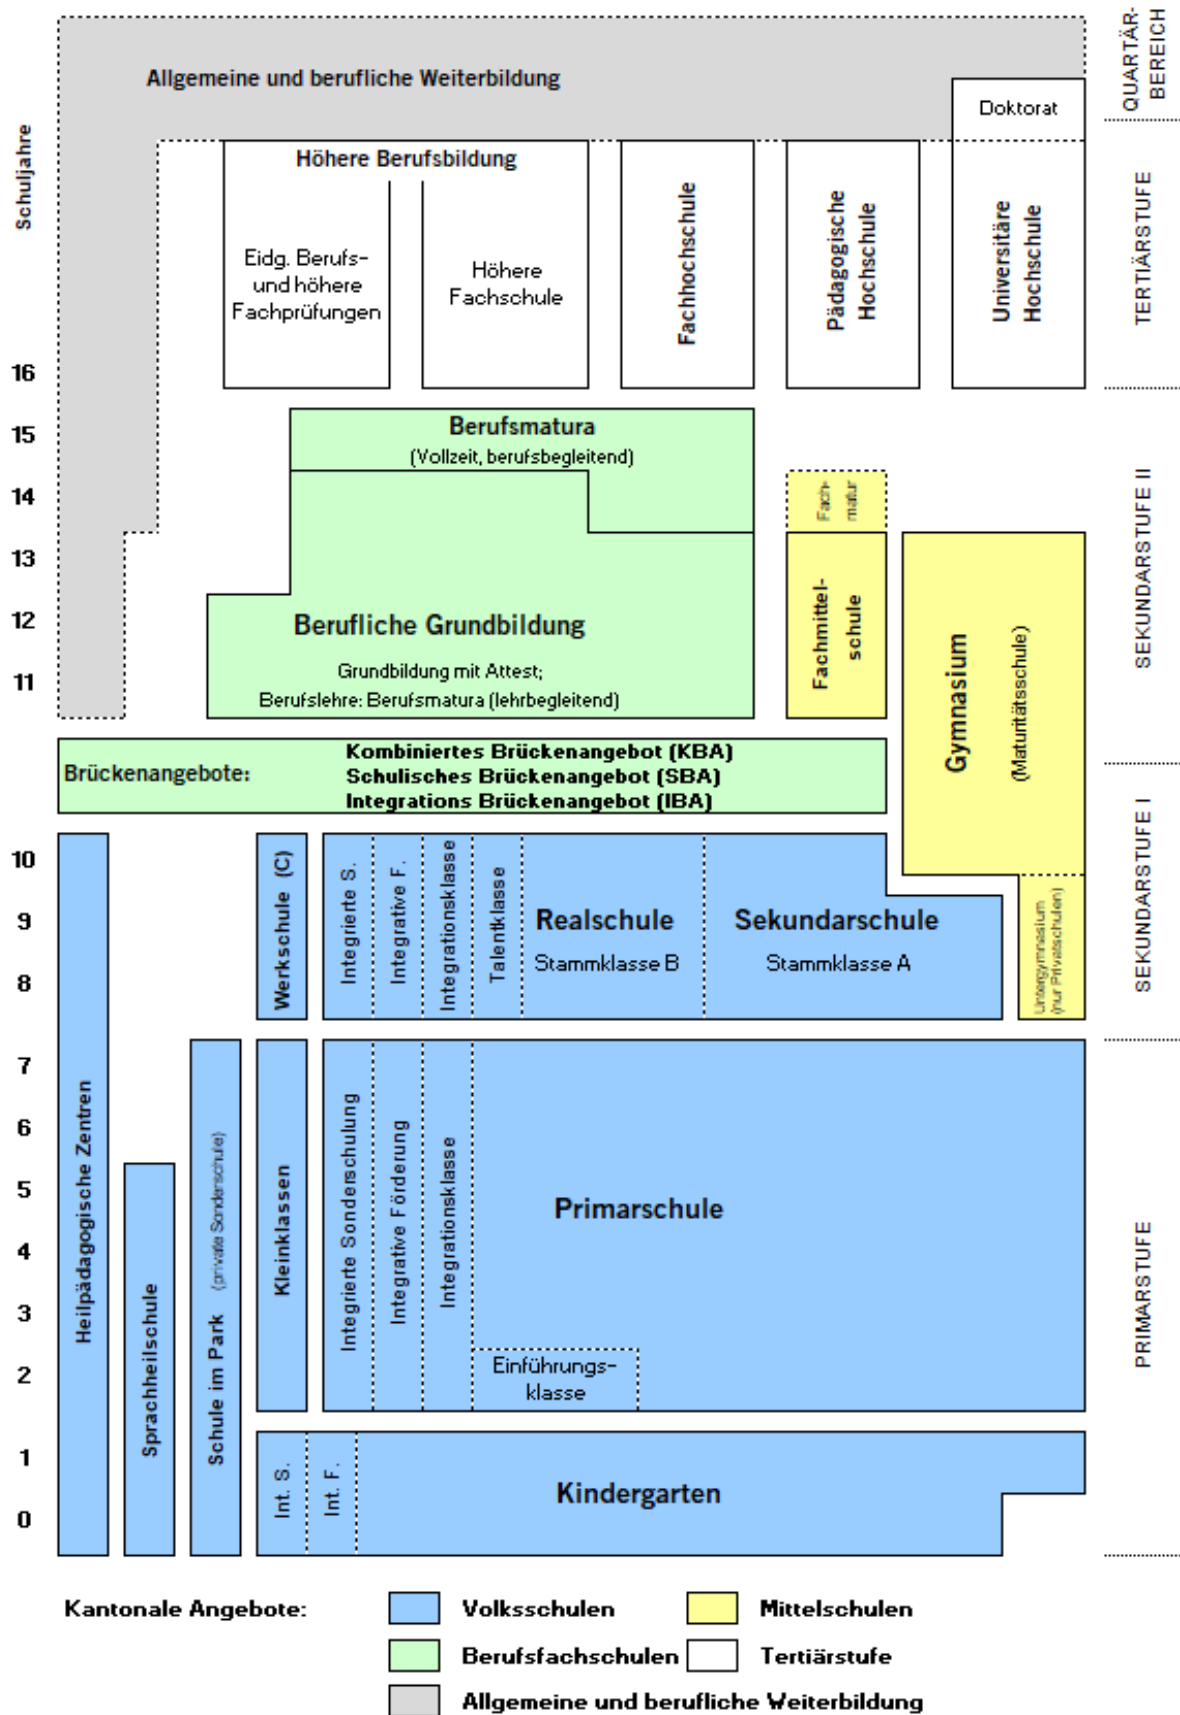 QUARTÄR-
BEREICH
Allgemeine und berufliche Weiterbildung
Doktorat
Schuljahre
TERTIÄRSTUFE
Höhere Berufsbildung
Eidg. Berufs-
und höhere
Fachprüfungen
Höhere
Fachschule
Fachhochschule
Pädagogische
Hochschule
Universitäre
Hochschule
16
15
Berufsmatura
(Vollzeit, berufsbegleitend)
14
Fach-
matur
SEKUNDARSTUFE II
13
12
Berufliche Grundbildung
Fachmittel-
schule
Gymnasium
(Maturitätsschule)
11
Grundbildung mit Attest;
Berufslehre: Berufsmatura (lehrbegleitend)
Brückenangebote:
Kombiniertes Brückenangebot (KBA)
Schulisches Brückenangebot (SBA)
Integrations Brückenangebot (IBA)
SEKUNDARSTUFE I
10
9
8
Werkschule (C)
Integrierte S.
Integrative F.
Integrationsklasse
Talentklasse
Realschule
Stammklasse B
Sekundarschule
Stammklasse A
Untergymnasium
(nur Privatschulen)
7
6
5
4
3
2
Heilpädagogische Zentren
Sprachheilschule
Schule im Park (private Sonderschule)
Kleinklassen
Integrierte Sonderschulung
Integrative Förderung
Integrationsklasse
Primarschule
Einführungs-
klasse
PRIMARSTUFE
1
0
Int. S.
Int. F.
Kindergarten
Kantonale Angebote:
Volksschulen
Mittelschulen
Berufsfachschulen
Tertiärstufe
Allgemeine und berufliche Weiterbildung